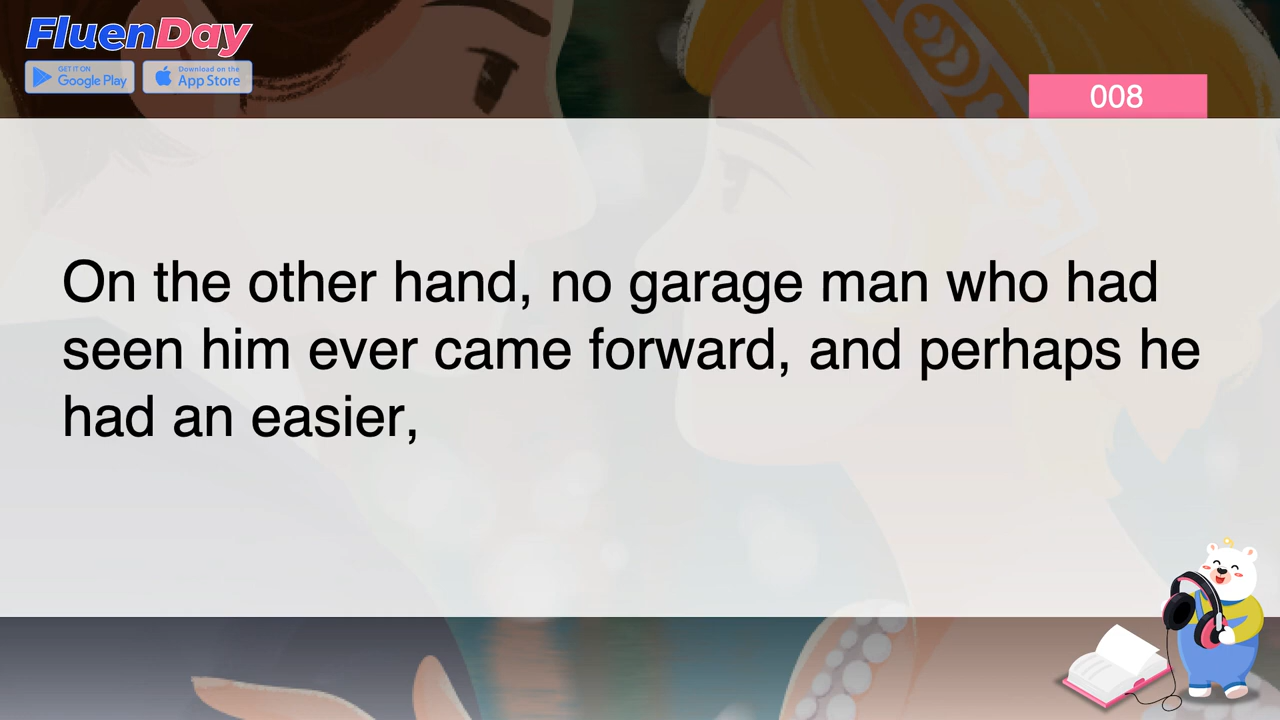 FluenDay
GET IT ON
Google Play
Download on the
App Store
008
On the other hand, no garage man who had
seen him ever came forward, and perhaps he
had an easier,